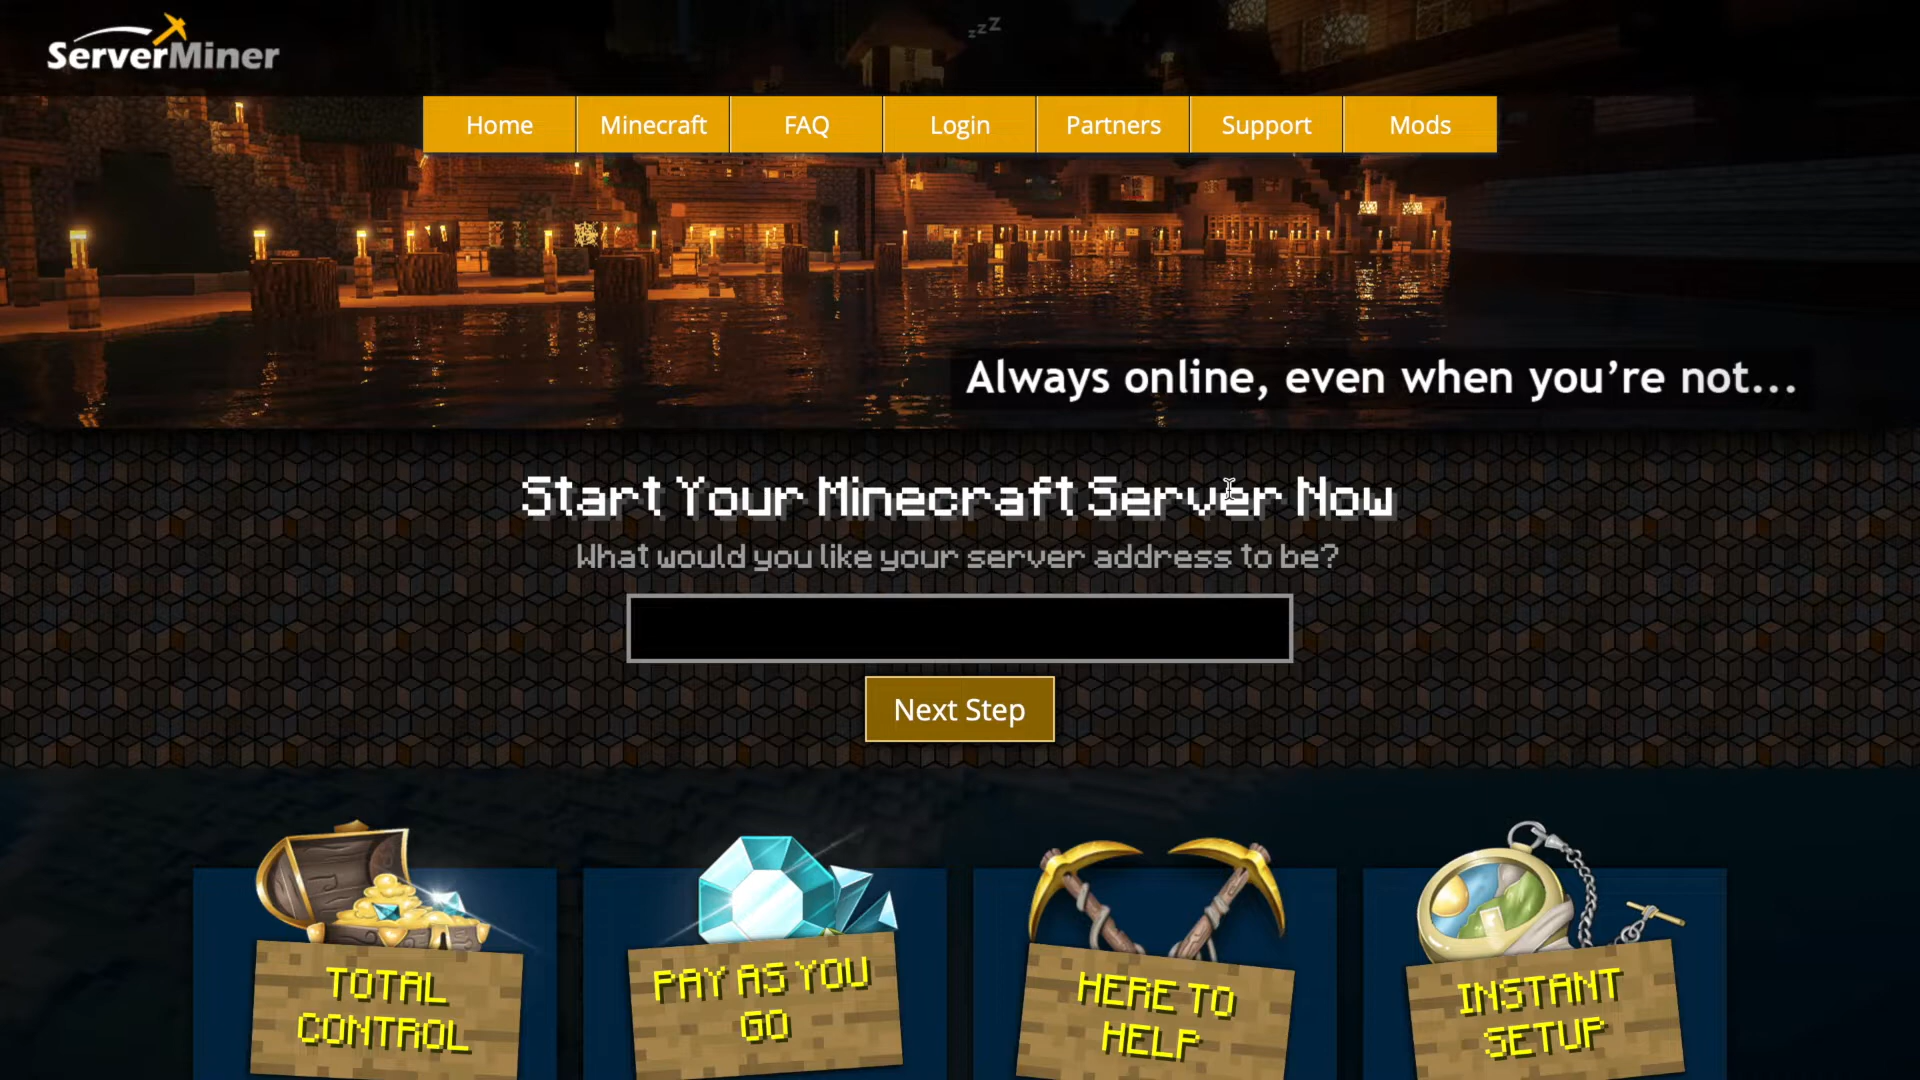 ServerMiner
zzZ
Home
Minecraft
FAQ
Login
Partners
Support
Mods
Always online, even when you’re not...
Start Your Minecraft Server Now
What would you like your server address to be?
Next Step
TOTAL
CONTROL
PAY AS YOU
GO
HERE TO
HELP
INSTANT
SETUP